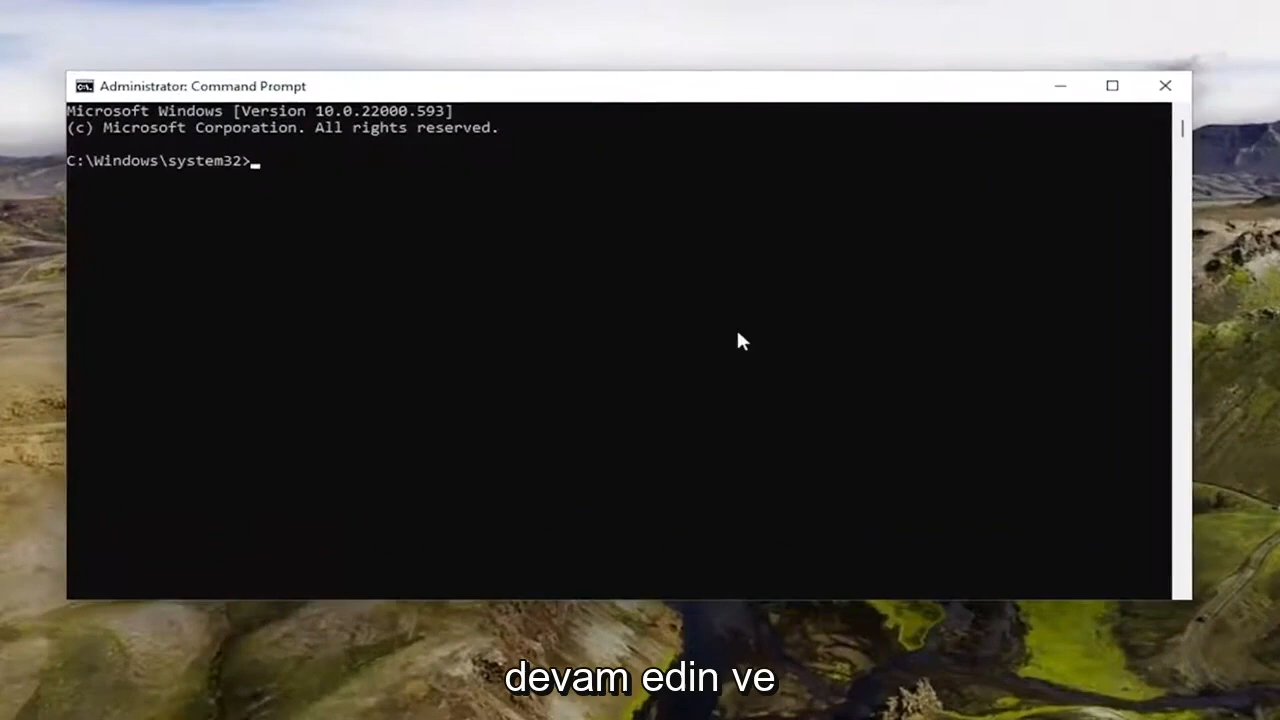 Administrator: Command Prompt
Microsoft Windows [Version 10.0.22000.593]
(c) Microsoft Corporation. All rights reserved.
C:\Windows\system32>
devam edin ve